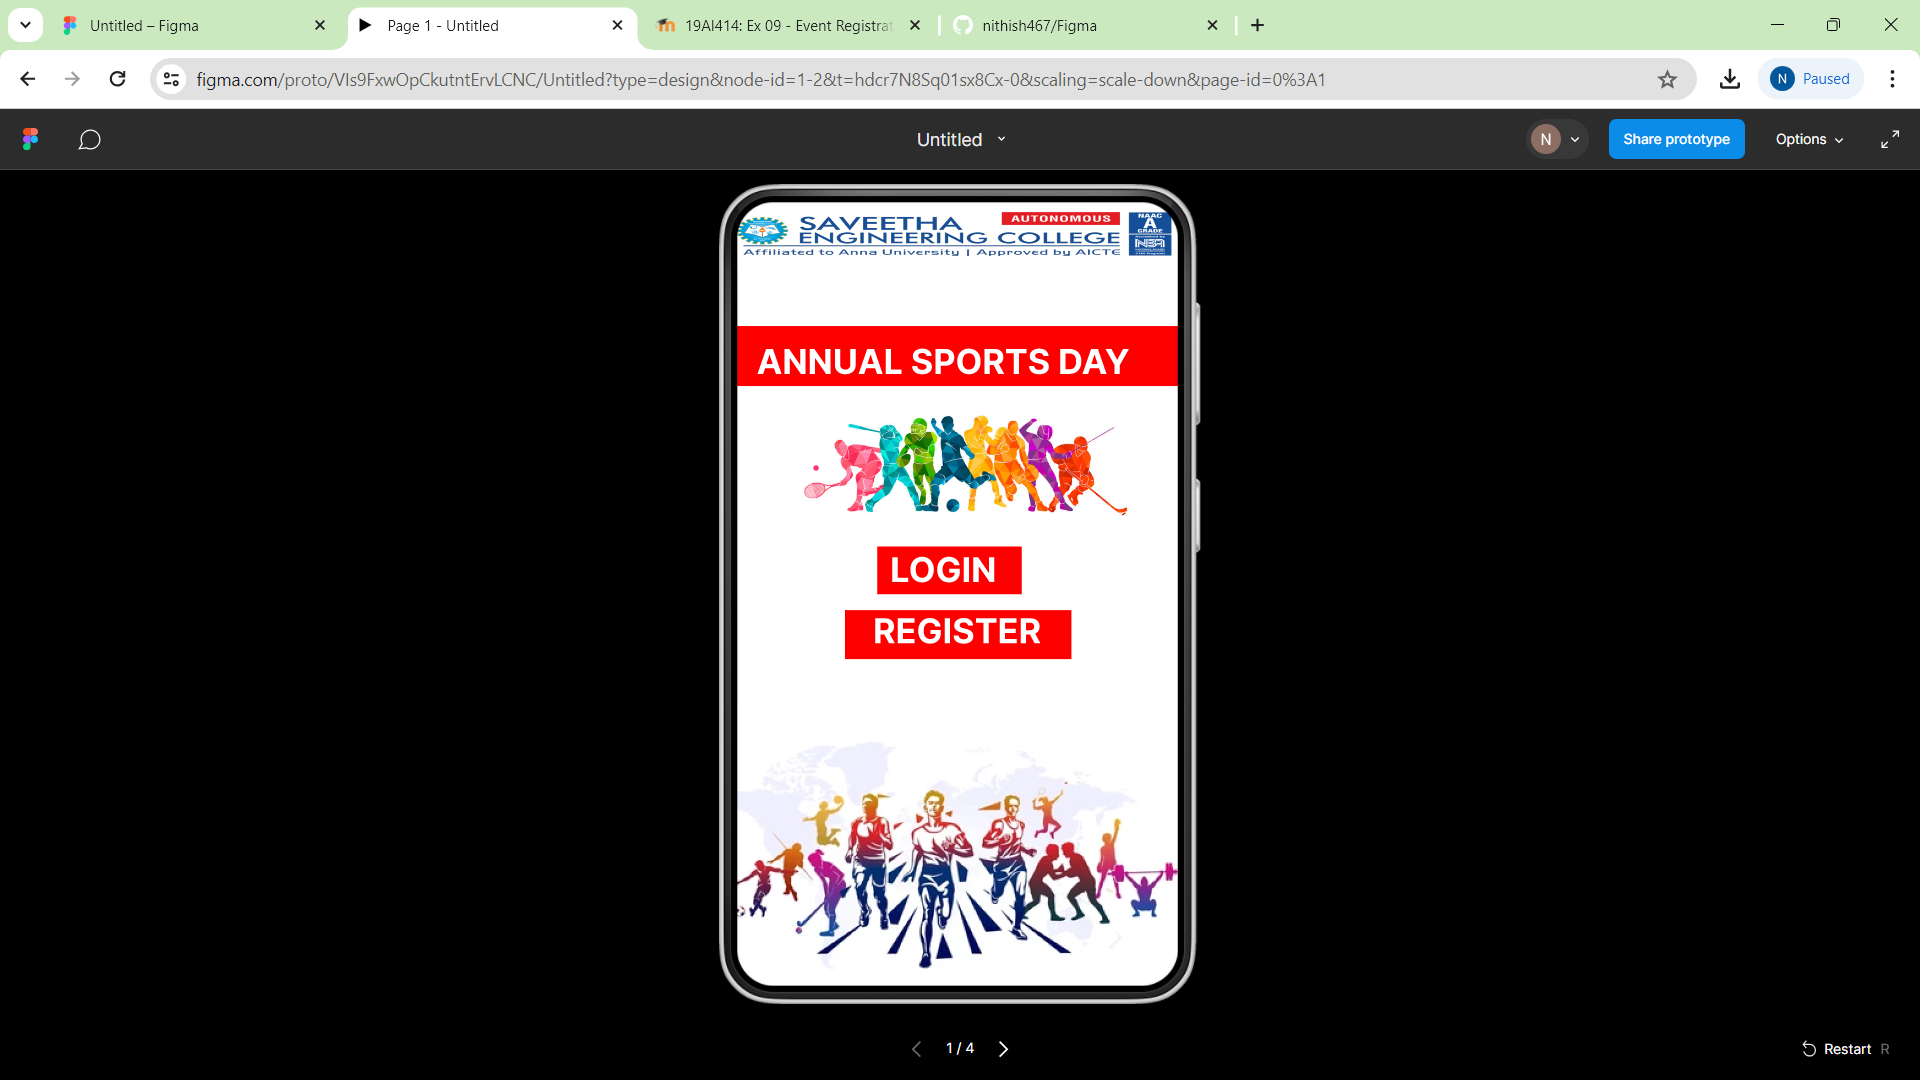 Untitled – Figma
Page 1 - Untitled
19AI414: Ex 09 - Event Registrat
nithish467/Figma
figma.com/proto/VIs9FxwOpCkutntErvLCNC/Untitled?type=design&node-id=1-2&t=hdcr7N8Sq01sx8Cx-0&scaling=scale-down&page-id=0%3A1
N Paused
Untitled
N
Share prototype
Options
SAVEETHA AUTONOMOUS
ENGINEERING COLLEGE
Affiliated to Anna University | Approved by AICTE
NAAC
A
GRADE
NBA
ANNUAL SPORTS DAY
LOGIN
REGISTER
1 / 4
Restart R